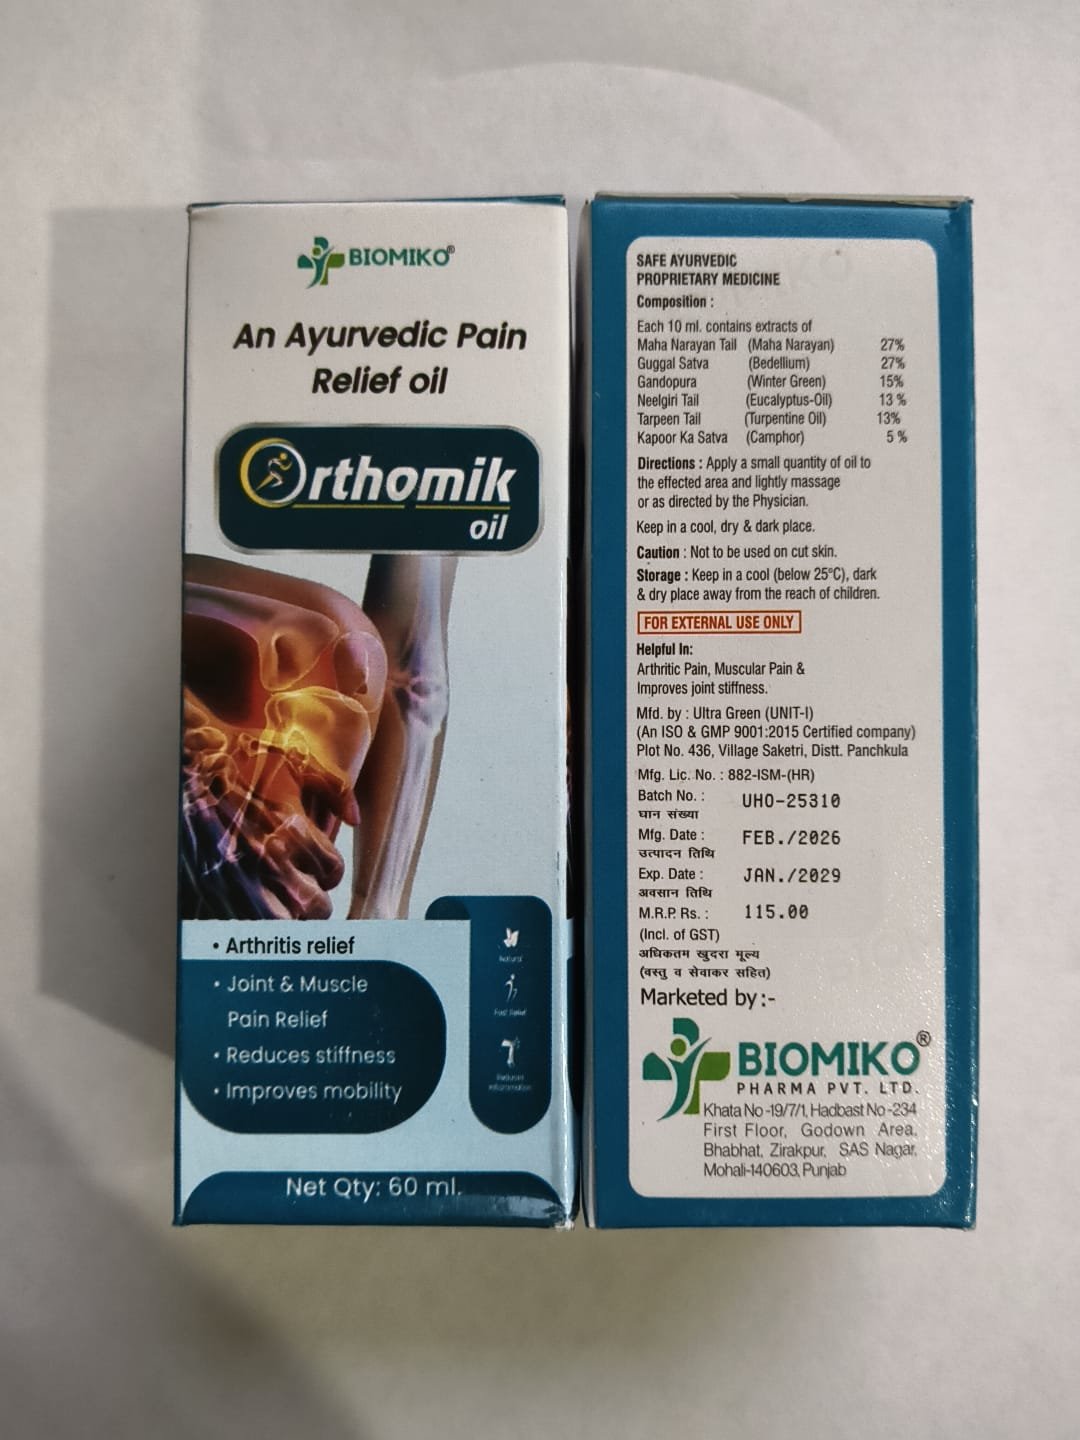 BIOMIKO®
An Ayurvedic Pain
Relief oil
Orthomik
oil
• Arthritis relief
• Joint & Muscle
Pain Relief
• Reduces stiffness
• Improves mobility
Natural
Fast Relief
Reduces
inflammation
Net Qty: 60 ml.
SAFE AYURVEDIC
PROPRIETARY MEDICINE
Composition :
Each 10 ml. contains extracts of
Maha Narayan Tail (Maha Narayan) 27%
Guggal Satva (Bedellium) 27%
Gandopura (Winter Green) 15%
Neelgiri Tail (Eucalyptus-Oil) 13 %
Tarpeen Tail (Turpentine Oil) 13%
Kapoor Ka Satva (Camphor) 5 %
Directions : Apply a small quantity of oil to
the effected area and lightly massage
or as directed by the Physician.
Keep in a cool, dry & dark place.
Caution : Not to be used on cut skin.
Storage : Keep in a cool (below 25°C), dark
& dry place away from the reach of children.
FOR EXTERNAL USE ONLY
Helpful In:
Arthritic Pain, Muscular Pain &
Improves joint stiffness.
Mfd. by : Ultra Green (UNIT-I)
(An ISO & GMP 9001:2015 Certified company)
Plot No. 436, Village Saketri, Distt. Panchkula
Mfg. Lic. No. : 882-ISM-(HR)
Batch No. : UHO-25310
घान संख्या
Mfg. Date : FEB./2026
उत्पादन तिथि
Exp. Date : JAN./2029
अवसान तिथि
M.R.P. Rs. : 115.00
(Incl. of GST)
अधिकतम खुदरा मूल्य
(वस्तु व सेवाकर सहित)
Marketed by :-
BIOMIKO®
PHARMA PVT. LTD.
Khata No -19/7/1, Hadbast No -234
First Floor, Godown Area,
Bhabhat, Zirakpur, SAS Nagar,
Mohali-140603, Punjab